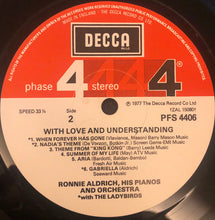 MADE IN ENGLAND
DECCA
phase 4 stereo
4
SPEED 33⅓
Side
2
℗ 1977 The Decca Record Co Ltd
PFS 4406
WITH LOVE AND UNDERSTANDING
1. WHEN FOREVER HAS GONE (Vlavianos, Mason) Barry Mason Music
2. NADIA'S THEME (De Vorzon, Botkin Jr.) Screen Gems-EMI Music
3. THEME FROM "KING KONG" (Barry) Leeds Music
4. SUMMER OF MY LIFE (May) ATV Music
5. ARIA (Bardotti, Baldan-Bembo)
Fresh Air Music
6. GABRIELLA (Aldrich)
Seafood Music
RONNIE ALDRICH, HIS PIANOS
AND ORCHESTRA
*with THE LADYBIRDS